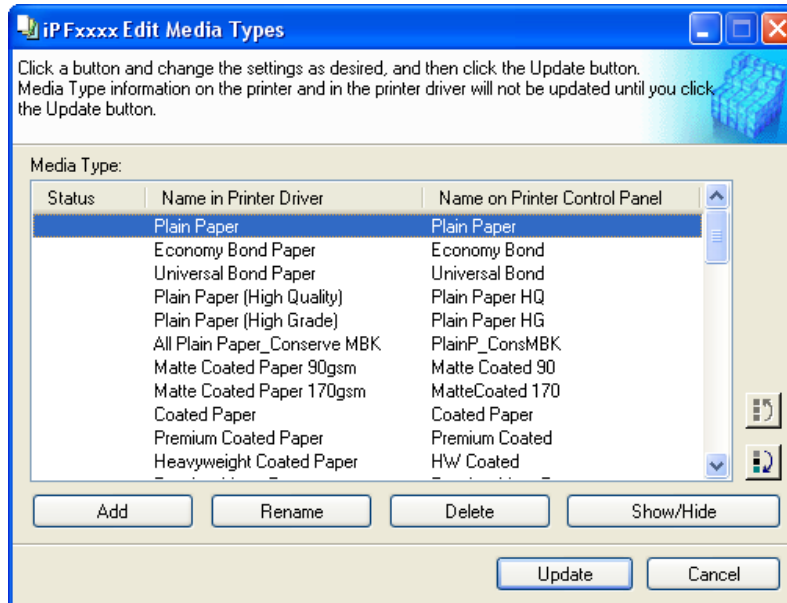 iPFxxxx Edit Media Types
Click a button and change the settings as desired, and then click the Update button.
Media Type information on the printer and in the printer driver will not be updated until you click
the Update button.
Media Type:
Status Name in Printer Driver Name on Printer Control Panel
Plain Paper Plain Paper
Economy Bond Paper Economy Bond
Universal Bond Paper Universal Bond
Plain Paper (High Quality) Plain Paper HQ
Plain Paper (High Grade) Plain Paper HG
All Plain Paper_Conserve MBK PlainP_ConsMBK
Matte Coated Paper 90gsm Matte Coated 90
Matte Coated Paper 170gsm MatteCoated 170
Coated Paper Coated Paper
Premium Coated Paper Premium Coated
Heavyweight Coated Paper HW Coated
Add Rename Delete Show/Hide
Update Cancel